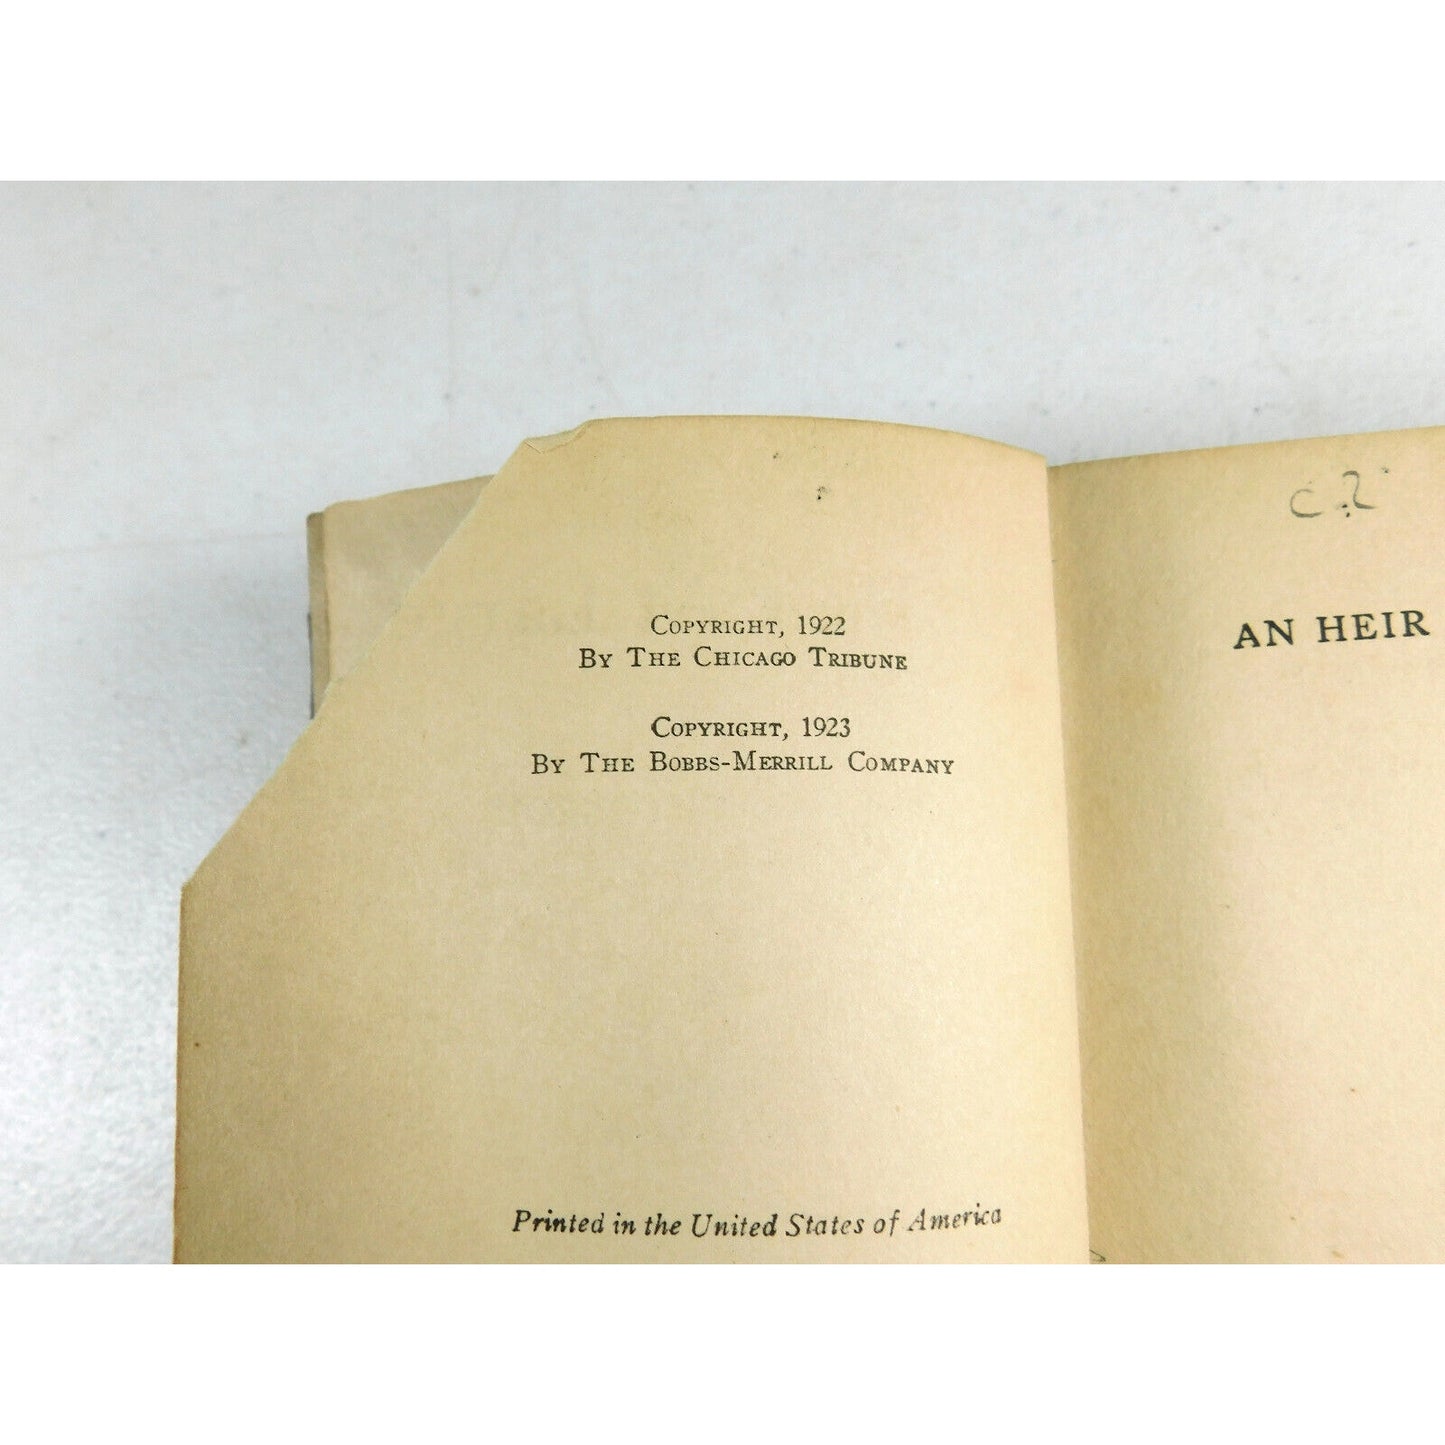 Copyright, 1922
By The Chicago Tribune
Copyright, 1923
By The Bobbs-Merrill Company
Printed in the United States of America
AN HEIR